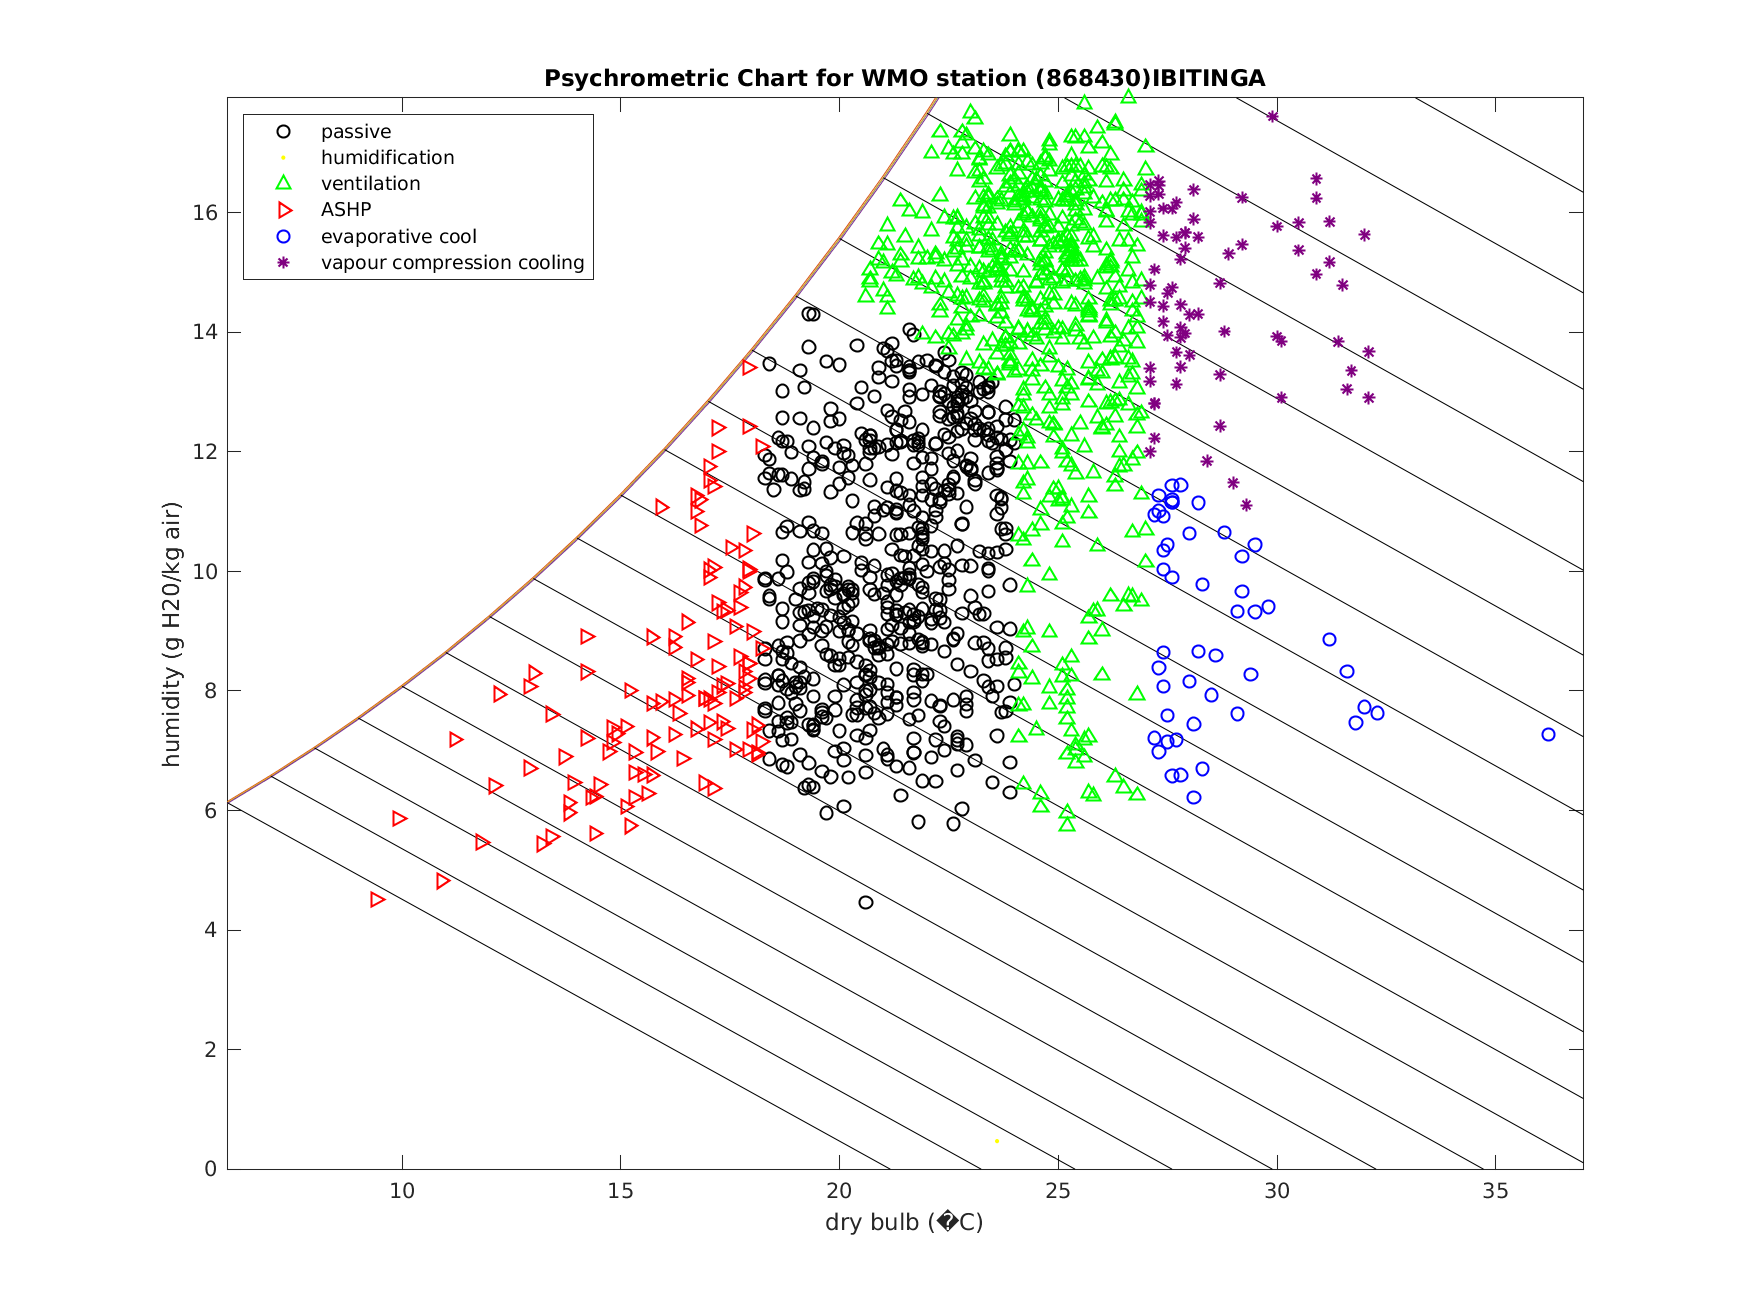 Psychrometric Chart for WMO station (868430)IBITINGA
passive
humidification
ventilation
ASHP
evaporative cool
vapour compression cooling
humidity (g H20/kg air)
16
14
12
10
8
6
4
2
0
10 15 20 25 30 35
dry bulb (�C)